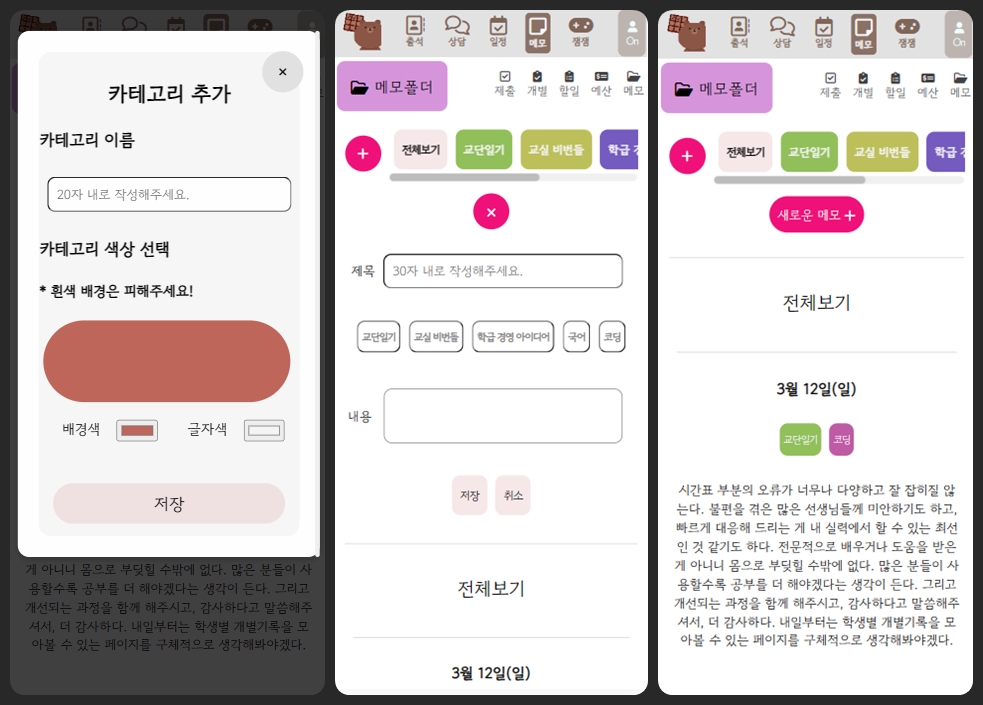 카테고리 추가
×
카테고리 이름
20자 내로 작성해주세요.
카테고리 색상 선택
* 흰색 배경은 피해주세요!
배경색
글자색
저장
게 아니니 몸으로 부딪힐 수밖에 없다. 많은 분들이 사
용할수록 공부를 더 해야겠다는 생각이 든다. 그리고
개선되는 과정을 함께 해주시고, 감사하다고 말씀해주
셔서, 더 감사하다. 내일부터는 학생별 개별기록을 모
아볼 수 있는 페이지를 구체적으로 생각해봐야겠다.
출석 상담 일정 메모 쨍쨍 On
메모폴더
제출 개별 할일 예산 메모
+ 전체보기 교단일기 교실 비번들 학급
×
제목 30자 내로 작성해주세요.
교단일기 교실 비번들 학급 경영 아이디어 국어 코딩
내용
저장 취소
전체보기
3월 12일(일)
출석 상담 일정 메모 쨍쨍 On
메모폴더
제출 개별 할일 예산 메모
+ 전체보기 교단일기 교실 비번들 학급
새로운 메모 +
전체보기
3월 12일(일)
교단일기 코딩
시간표 부분의 오류가 너무나 다양하고 잘 잡히질 않
는다. 불편을 겪은 많은 선생님들께 미안하기도 하고,
빠르게 대응해 드리는 게 내 실력에서 할 수 있는 최선
인 것 같기도 하다. 전문적으로 배우거나 도움을 받은
게 아니니 몸으로 부딪힐 수밖에 없다. 많은 분들이 사
용할수록 공부를 더 해야겠다는 생각이 든다. 그리고
개선되는 과정을 함께 해주시고, 감사하다고 말씀해주
셔서, 더 감사하다. 내일부터는 학생별 개별기록을 모
아볼 수 있는 페이지를 구체적으로 생각해봐야겠다.